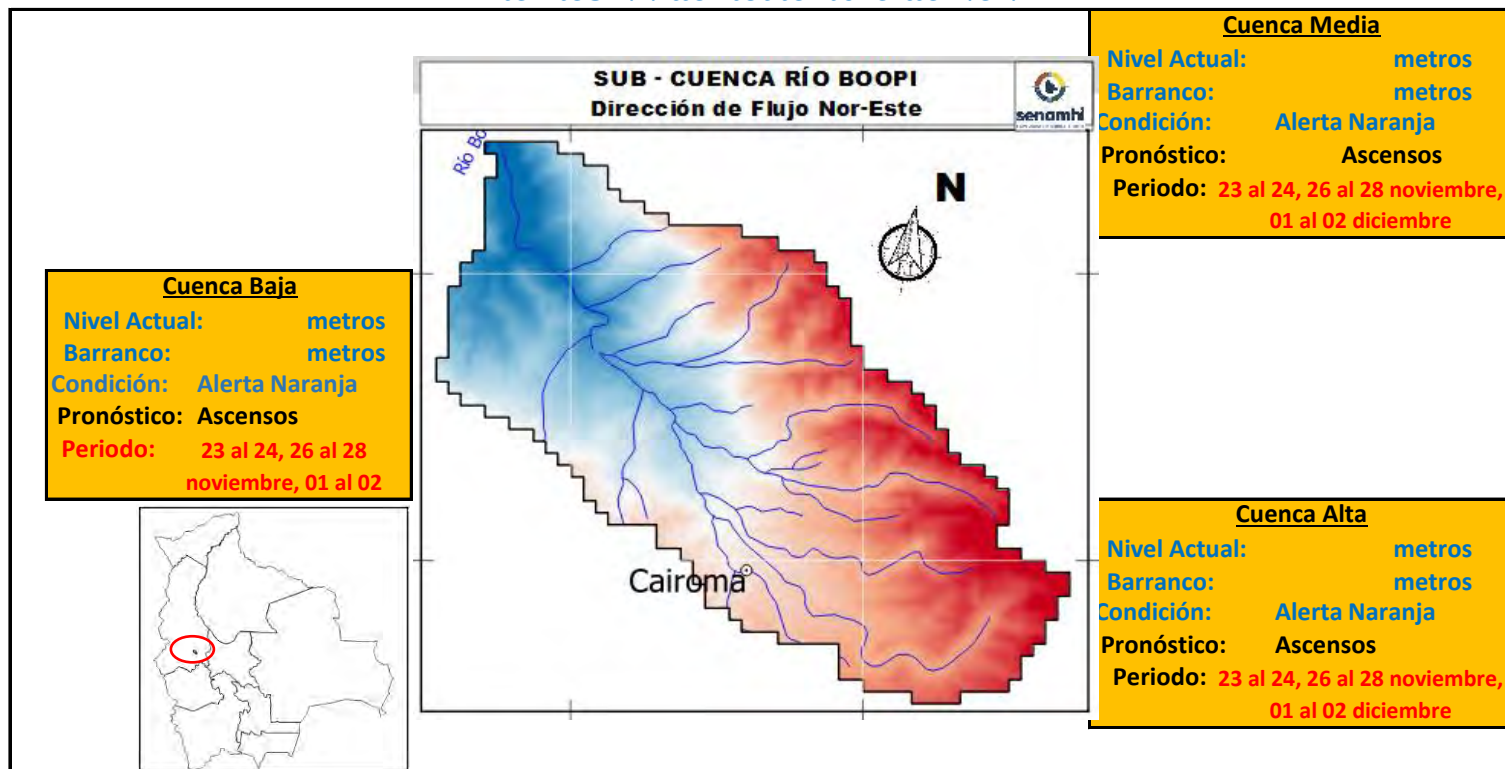 SUB - CUENCA RÍO BOOPI
Dirección de Flujo Nor-Este
senamhi
Río Bo
N
Cairoma
Cuenca Media
Nivel Actual: metros
Barranco: metros
Condición: Alerta Naranja
Pronóstico: Ascensos
Periodo: 23 al 24, 26 al 28 noviembre,
01 al 02 diciembre
Cuenca Baja
Nivel Actual: metros
Barranco: metros
Condición: Alerta Naranja
Pronóstico: Ascensos
Periodo: 23 al 24, 26 al 28
noviembre, 01 al 02
Cuenca Alta
Nivel Actual: metros
Barranco: metros
Condición: Alerta Naranja
Pronóstico: Ascensos
Periodo: 23 al 24, 26 al 28 noviembre,
01 al 02 diciembre